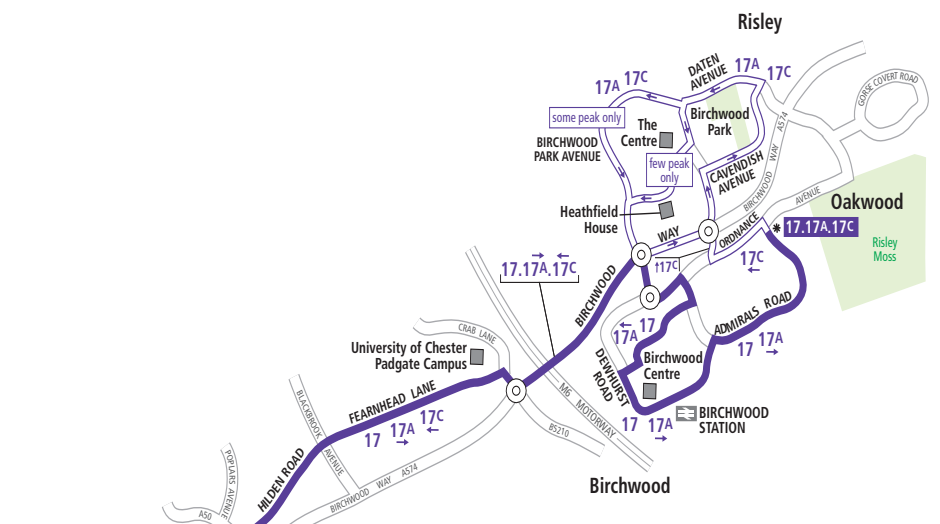 Risley
DATEN
AVENUE
17A
17C
17A
17C
GORSE COVERT ROAD
some peak only
Birchwood
Park
The
Centre
BIRCHWOOD
PARK AVENUE
A574
few peak
only
CAVENDISH
AVENUE
BIRCHWOOD WAY
AVENUE
Oakwood
Heathfield
House
WAY
ORDNANCE
* 17.17A.17C
Risley
Moss
17.17A.17C
†17C
17C
BIRCHWOOD
ADMIRALS ROAD
CRAB LANE
17A
17
17
17A
University of Chester
Padgate Campus
DEWHURST
ROAD
Birchwood
Centre
M6 MOTORWAY
FEARNHEAD LANE
BLACKBROOK
AVENUE
17
17A
17C
17
17A
BIRCHWOOD
STATION
B5210
HILDEN ROAD
POPLARS AVENUE
BIRCHWOOD WAY A574
Birchwood
A50